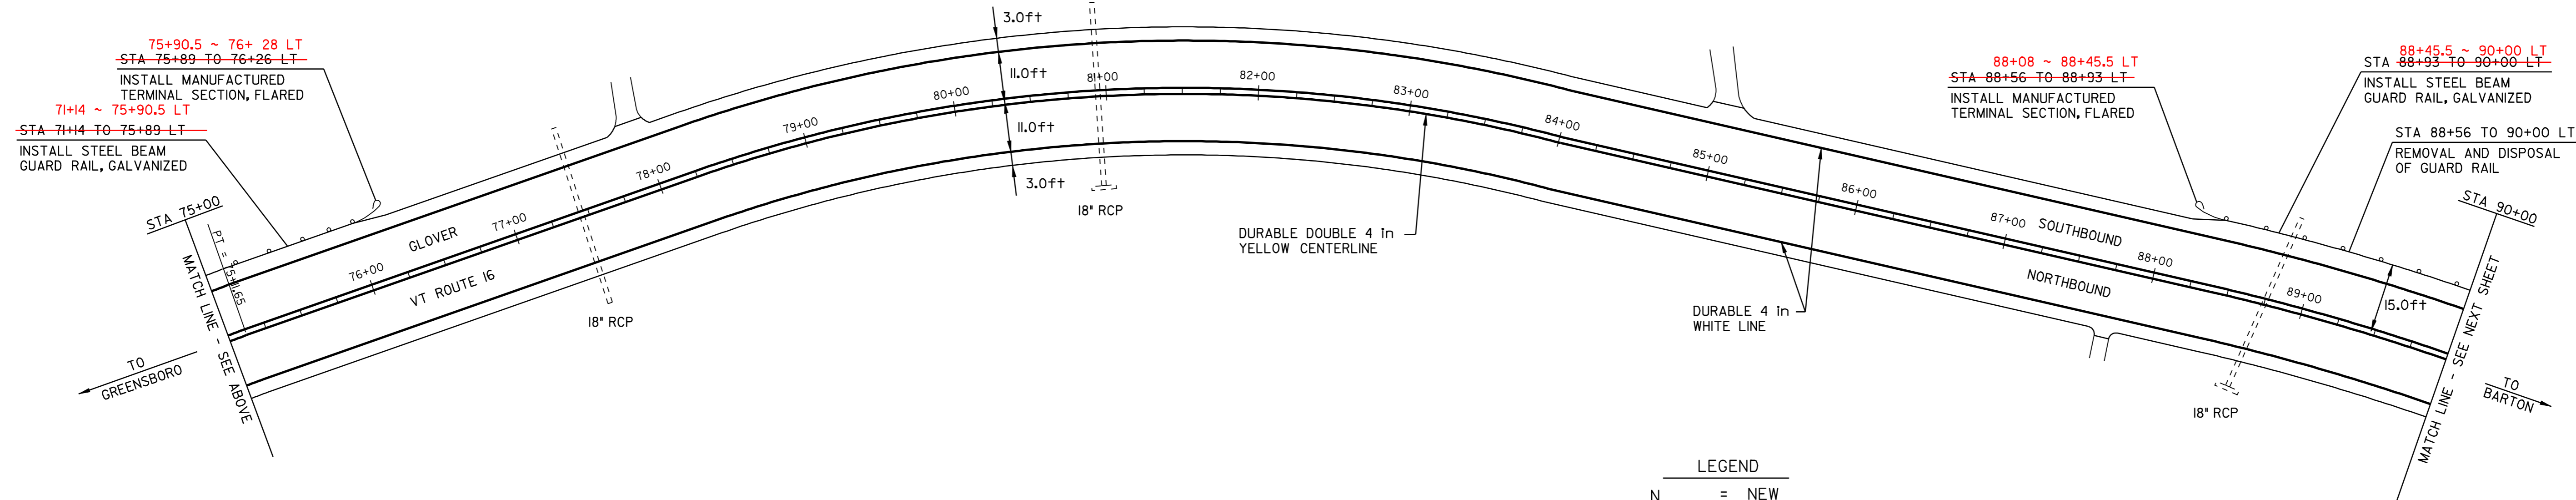 75+90.5 ~ 76+ 28 LT
STA 75+89 TO 76+26 LT
INSTALL MANUFACTURED
TERMINAL SECTION, FLARED
71+14 ~ 75+90.5 LT
STA 71+14 TO 75+89 LT
INSTALL STEEL BEAM
GUARD RAIL, GALVANIZED
STA 75+00
PT = 75+11.65
MATCH LINE - SEE ABOVE
TO
GREENSBORO
GLOVER
VT ROUTE 16
76+00
77+00
78+00
79+00
80+00
81+00
82+00
83+00
84+00
85+00
86+00
87+00
88+00
89+00
18" RCP
3.0ft
11.0ft
11.0ft
3.0ft
18" RCP
DURABLE DOUBLE 4 in
YELLOW CENTERLINE
DURABLE 4 in
WHITE LINE
SOUTHBOUND
NORTHBOUND
88+08 ~ 88+45.5 LT
STA 88+56 TO 88+93 LT
INSTALL MANUFACTURED
TERMINAL SECTION, FLARED
88+45.5 ~ 90+00 LT
STA 88+93 TO 90+00 LT
INSTALL STEEL BEAM
GUARD RAIL, GALVANIZED
STA 88+56 TO 90+00 LT
REMOVAL AND DISPOSAL
OF GUARD RAIL
STA 90+00
15.0ft
18" RCP
MATCH LINE - SEE NEXT SHEET
TO
BARTON
LEGEND
N = NEW